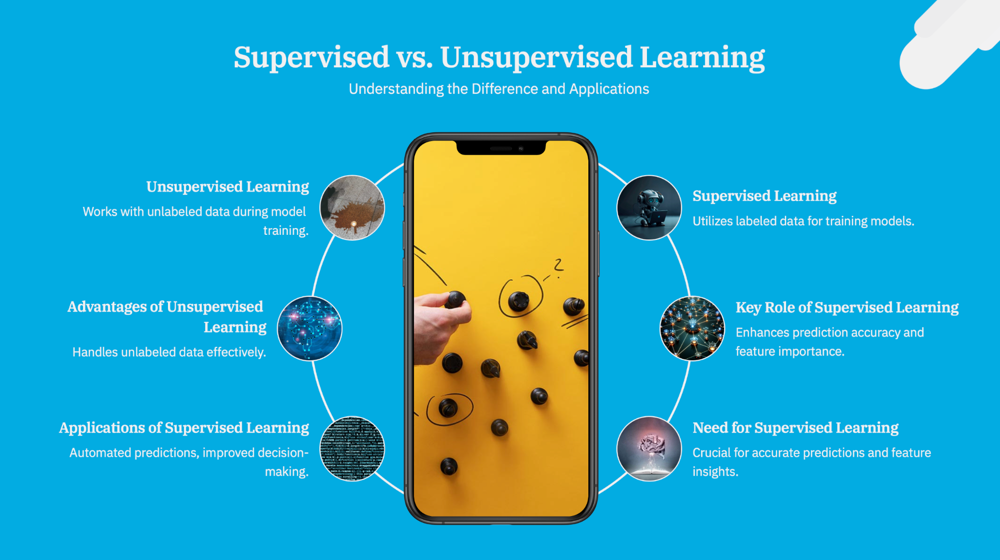 Supervised vs. Unsupervised Learning
Understanding the Difference and Applications
Unsupervised Learning
Works with unlabeled data during model
training.
Advantages of Unsupervised
Learning
Handles unlabeled data effectively.
Applications of Supervised Learning
Automated predictions, improved decision-
making.
?
Supervised Learning
Utilizes labeled data for training models.
Key Role of Supervised Learning
Enhances prediction accuracy and
feature importance.
Need for Supervised Learning
Crucial for accurate predictions and feature
insights.